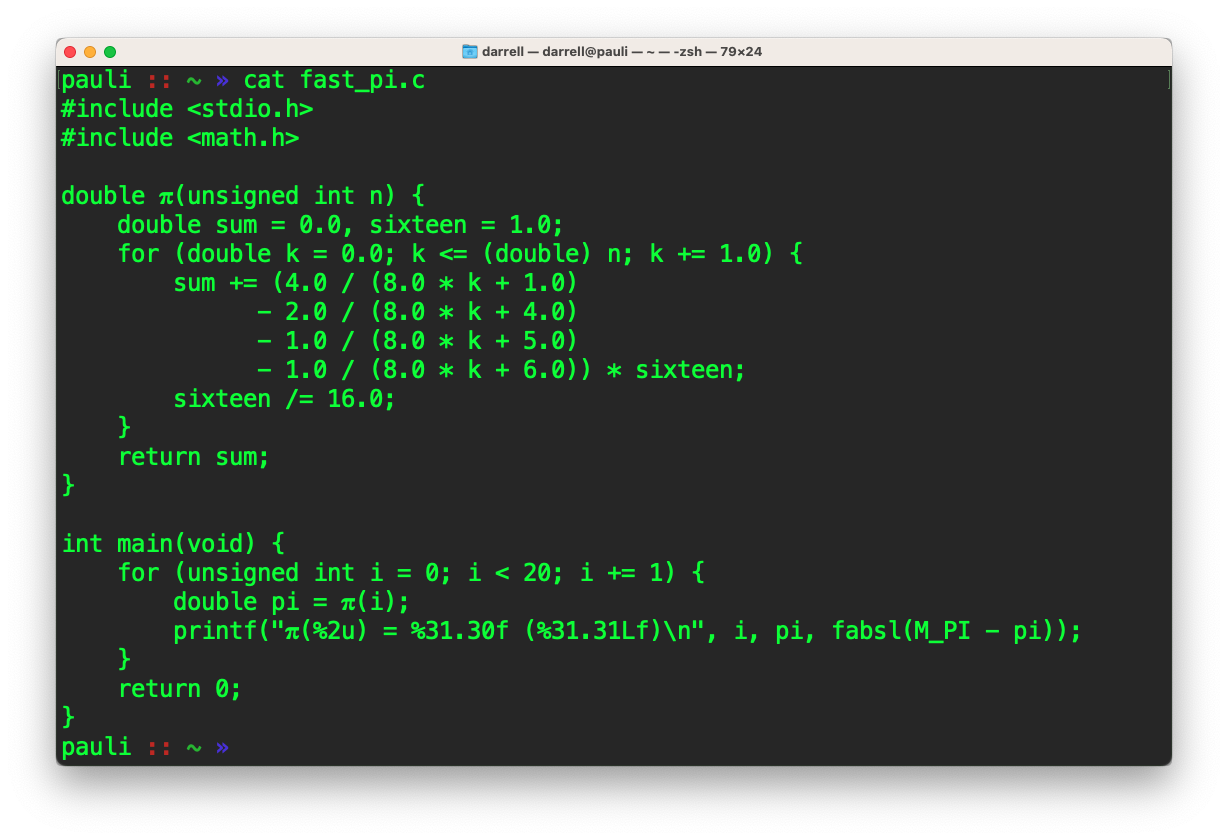 darrell — darrell@pauli — ~ — -zsh — 79×24
pauli :: ~ » cat fast_pi.c
#include <stdio.h>
#include <math.h>

double π(unsigned int n) {
    double sum = 0.0, sixteen = 1.0;
    for (double k = 0.0; k <= (double) n; k += 1.0) {
        sum += (4.0 / (8.0 * k + 1.0)
              - 2.0 / (8.0 * k + 4.0)
              - 1.0 / (8.0 * k + 5.0)
              - 1.0 / (8.0 * k + 6.0)) * sixteen;
        sixteen /= 16.0;
    }
    return sum;
}

int main(void) {
    for (unsigned int i = 0; i < 20; i += 1) {
        double pi = π(i);
        printf("π(%2u) = %31.30f (%31.31Lf)\n", i, pi, fabsl(M_PI - pi));
    }
    return 0;
}
pauli :: ~ »